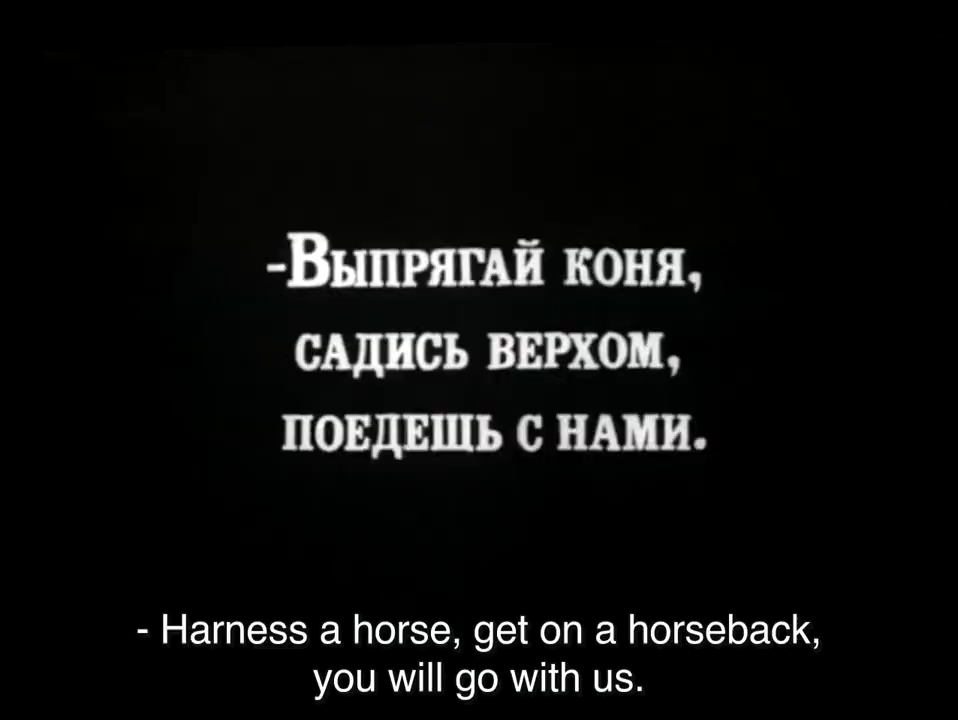 -Выпрягай коня,
садись верхом,
поедешь с нами.
- Harness a horse, get on a horseback,
you will go with us.